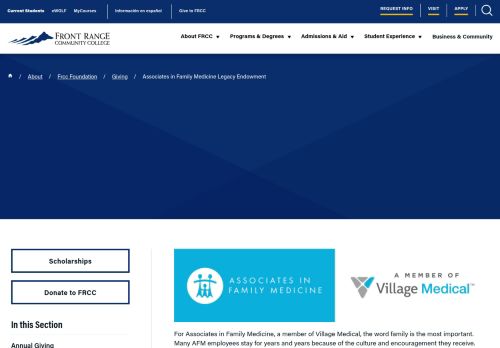 Current Students eWOLF MyCourses Información en español Give to FRCC REQUEST INFO VISIT APPLY
FRONT RANGE
COMMUNITY COLLEGE
About FRCC Programs & Degrees Admissions & Aid Student Experience Business & Community
/ About / Frcc Foundation / Giving / Associates in Family Medicine Legacy Endowment
Scholarships
Donate to FRCC
In this Section
Annual Giving
ASSOCIATES IN
FAMILY MEDICINE
A MEMBER OF
Village Medical™
For Associates in Family Medicine, a member of Village Medical, the word family is the most important.
Many AFM employees stay for years and years because of the culture and encouragement they receive.